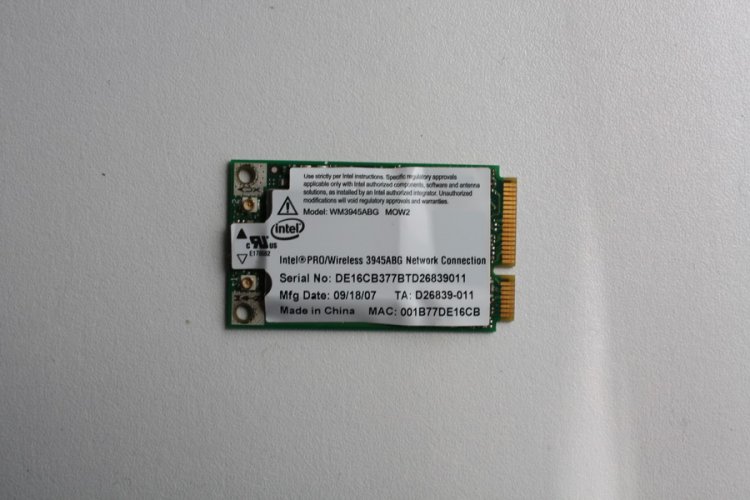 Use strictly per Intel instructions. Specific regulatory approvals
applicable only with Intel authorized components, software and antenna
solutions, as installed by an Intel Authorized integrator. Unauthorized
modifications will void regulatory approvals and warranties.
Model: WM3945ABG MOW2
intel
c RU US
E179682
Intel®PRO/Wireless 3945ABG Network Connection
Serial No: DE16CB377BTD26839011
Mfg Date: 09/18/07 TA: D26839-011
Made in China MAC: 001B77DE16CB